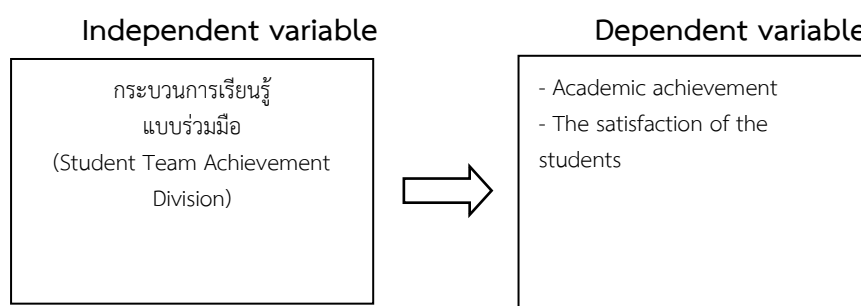 Independent variable
Dependent variable
กระบวนการเรียนรู้
แบบร่วมมือ
(Student Team Achievement
Division)
- Academic achievement
- The satisfaction of the
students